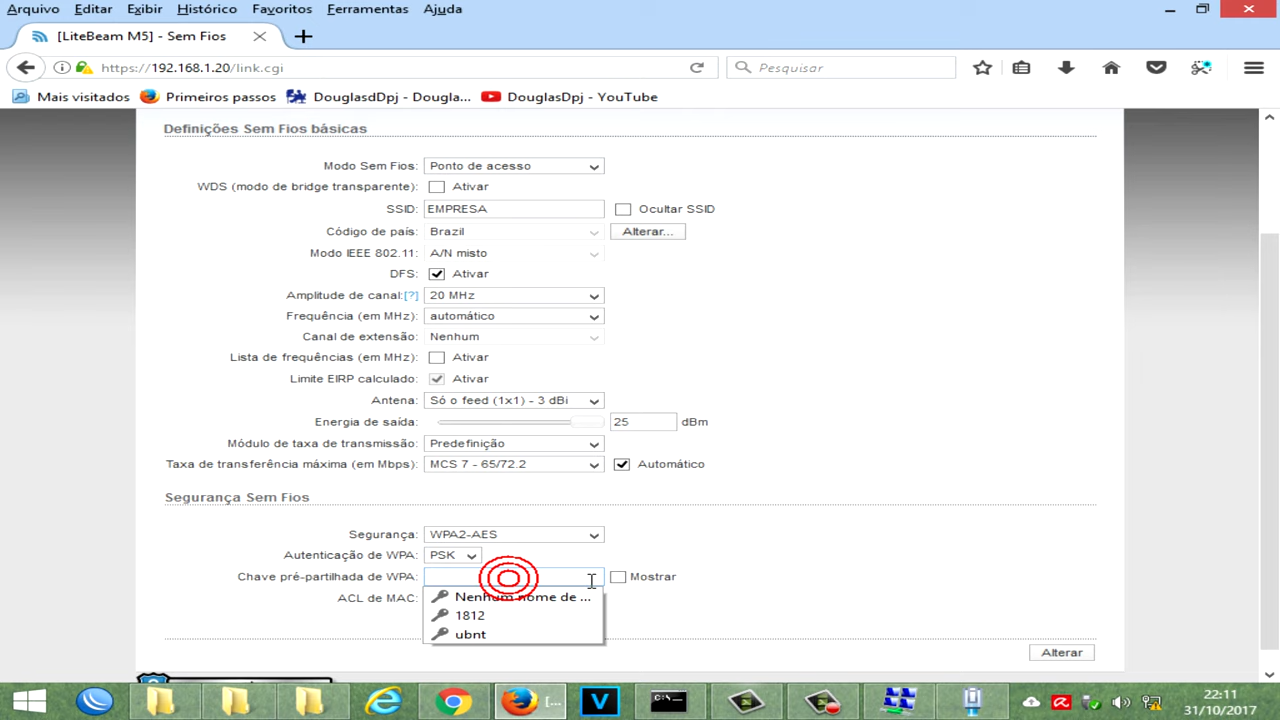 Arquivo Editar Exibir Histórico Favoritos Ferramentas Ajuda
[LiteBeam M5] - Sem Fios
https://192.168.1.20/link.cgi Pesquisar
Mais visitados Primeiros passos DouglasdDpj - Dougla... DouglasDpj - YouTube
Definições Sem Fios básicas
Modo Sem Fios: Ponto de acesso
WDS (modo de bridge transparente): Ativar
SSID: EMPRESA Ocultar SSID
Código de país: Brazil Alterar...
Modo IEEE 802.11: A/N misto
DFS: Ativar
Amplitude de canal:[?] 20 MHz
Frequência (em MHz): automático
Canal de extensão: Nenhum
Lista de frequências (em MHz): Ativar
Limite EIRP calculado: Ativar
Antena: Só o feed (1x1) - 3 dBi
Energia de saída: 25 dBm
Módulo de taxa de transmissão: Predefinição
Taxa de transferência máxima (em Mbps): MCS 7 - 65/72.2 Automático
Segurança Sem Fios
Segurança: WPA2-AES
Autenticação de WPA: PSK
Chave pré-partilhada de WPA: Mostrar
ACL de MAC: Nenhum nome de ...
1812
ubnt
Alterar
22:11
31/10/2017